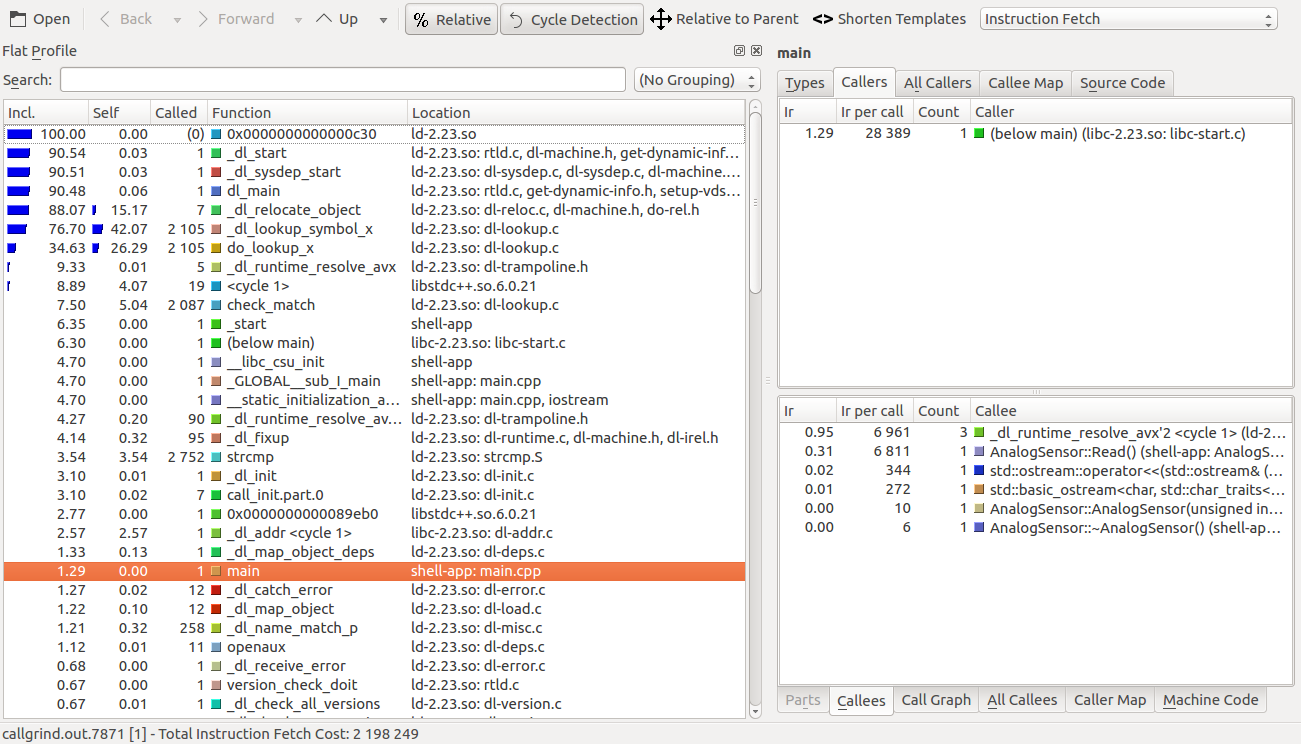 Open Back Forward Up % Relative Cycle Detection Relative to Parent <> Shorten Templates Instruction Fetch
Flat Profile
Search: (No Grouping)
Incl. Self Called Function Location
100.00 0.00 (0) 0x0000000000000c30 ld-2.23.so
90.54 0.03 1 _dl_start ld-2.23.so: rtld.c, dl-machine.h, get-dynamic-inf...
90.51 0.03 1 _dl_sysdep_start ld-2.23.so: dl-sysdep.c, dl-sysdep.c, dl-machine....
90.48 0.06 1 dl_main ld-2.23.so: rtld.c, get-dynamic-info.h, setup-vds...
88.07 15.17 7 _dl_relocate_object ld-2.23.so: dl-reloc.c, dl-machine.h, do-rel.h
76.70 42.07 2 105 _dl_lookup_symbol_x ld-2.23.so: dl-lookup.c
34.63 26.29 2 105 do_lookup_x ld-2.23.so: dl-lookup.c
9.33 0.01 5 _dl_runtime_resolve_avx ld-2.23.so: dl-trampoline.h
8.89 4.07 19 <cycle 1> libstdc++.so.6.0.21
7.50 5.04 2 087 check_match ld-2.23.so: dl-lookup.c
6.35 0.00 1 _start shell-app
6.30 0.00 1 (below main) libc-2.23.so: libc-start.c
4.70 0.00 1 __libc_csu_init shell-app
4.70 0.00 1 _GLOBAL__sub_I_main shell-app: main.cpp
4.70 0.00 1 __static_initialization_a... shell-app: main.cpp, iostream
4.27 0.20 90 _dl_runtime_resolve_av... ld-2.23.so: dl-trampoline.h
4.14 0.32 95 _dl_fixup ld-2.23.so: dl-runtime.c, dl-machine.h, dl-irel.h
3.54 3.54 2 752 strcmp ld-2.23.so: strcmp.S
3.10 0.01 1 _dl_init ld-2.23.so: dl-init.c
3.10 0.02 7 call_init.part.0 ld-2.23.so: dl-init.c
2.77 0.00 1 0x0000000000089eb0 libstdc++.so.6.0.21
2.57 2.57 1 _dl_addr <cycle 1> libc-2.23.so: dl-addr.c
1.33 0.13 1 _dl_map_object_deps ld-2.23.so: dl-deps.c
1.29 0.00 1 main shell-app: main.cpp
1.27 0.02 12 _dl_catch_error ld-2.23.so: dl-error.c
1.22 0.10 12 _dl_map_object ld-2.23.so: dl-load.c
1.21 0.32 258 _dl_name_match_p ld-2.23.so: dl-misc.c
1.12 0.01 11 openaux ld-2.23.so: dl-deps.c
0.68 0.00 1 _dl_receive_error ld-2.23.so: dl-error.c
0.67 0.00 1 version_check_doit ld-2.23.so: rtld.c
0.67 0.01 1 _dl_check_all_versions ld-2.23.so: dl-version.c
main
Types Callers All Callers Callee Map Source Code
Ir Ir per call Count Caller
1.29 28 389 1 (below main) (libc-2.23.so: libc-start.c)
Ir Ir per call Count Callee
0.95 6 961 3 _dl_runtime_resolve_avx'2 <cycle 1> (ld-2...
0.31 6 811 1 AnalogSensor::Read() (shell-app: AnalogS...
0.02 344 1 std::ostream::operator<<(std::ostream& (...
0.01 272 1 std::basic_ostream<char, std::char_traits<...
0.00 10 1 AnalogSensor::AnalogSensor(unsigned in...
0.00 6 1 AnalogSensor::~AnalogSensor() (shell-ap...
Parts Callees Call Graph All Callees Caller Map Machine Code
callgrind.out.7871 [1] - Total Instruction Fetch Cost: 2 198 249